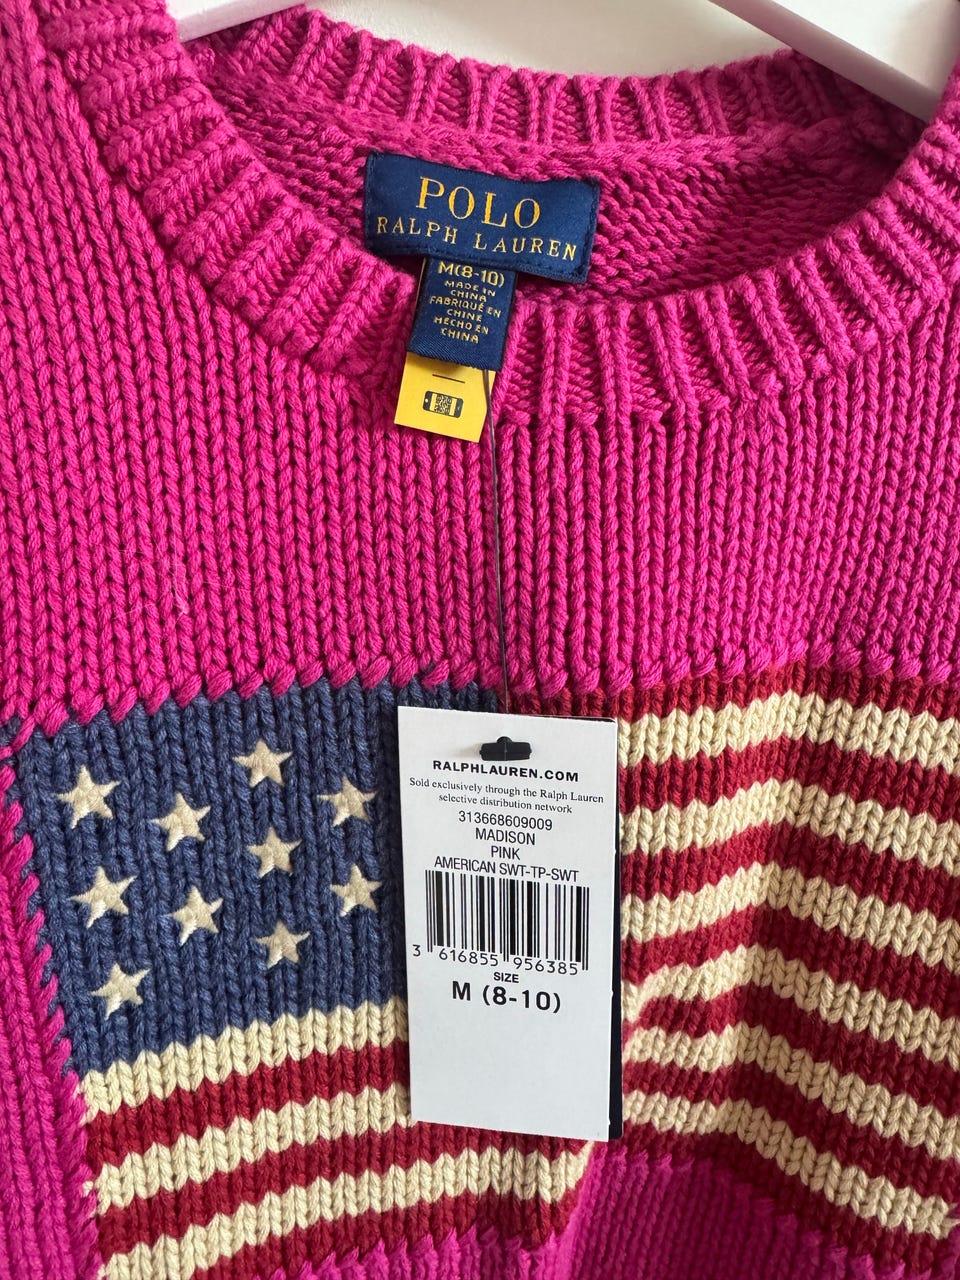 POLO
RALPH LAUREN
M(8-10)
MADE IN
CHINA
FABRIQUÉ EN
CHINE
HECHO EN
CHINA
RALPHLAUREN.COM
Sold exclusively through the Ralph Lauren
selective distribution network
313668609009
MADISON
PINK
AMERICAN SWT-TP-SWT
3 616855 956385
SIZE
M (8-10)